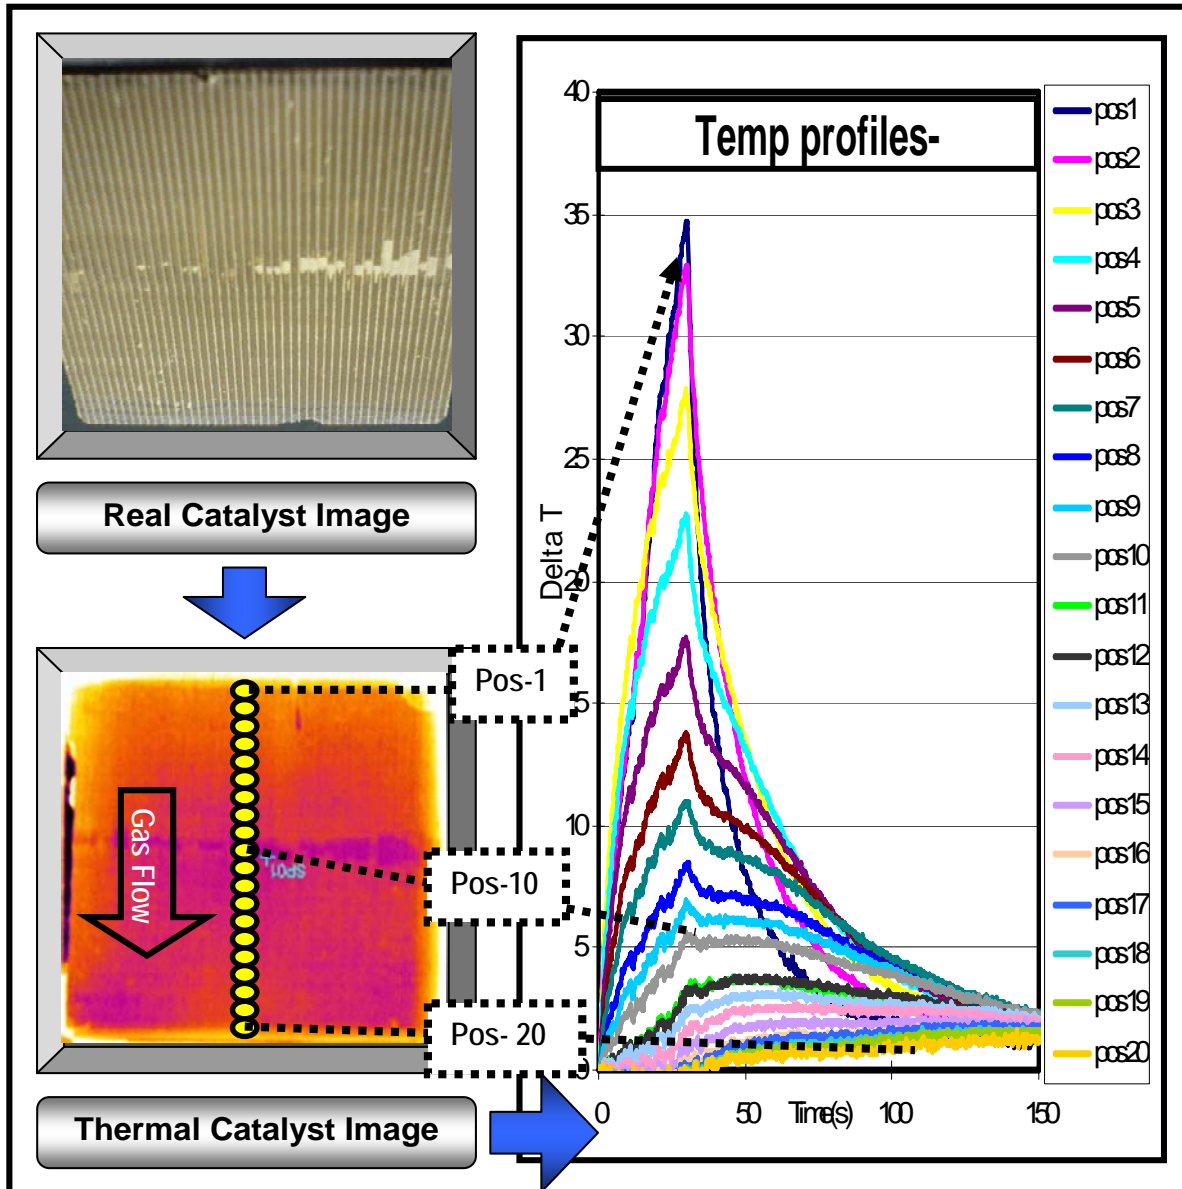 Real Catalyst Image
Gas Flow
SP01
Pos-1
Pos-10
Pos- 20
Thermal Catalyst Image
Temp profiles-
Delta T
40
35
30
25
20
15
10
5
0
0 50 100 150
Time(s)
pos1
pos2
pos3
pos4
pos5
pos6
pos7
pos8
pos9
pos10
pos11
pos12
pos13
pos14
pos15
pos16
pos17
pos18
pos19
pos20